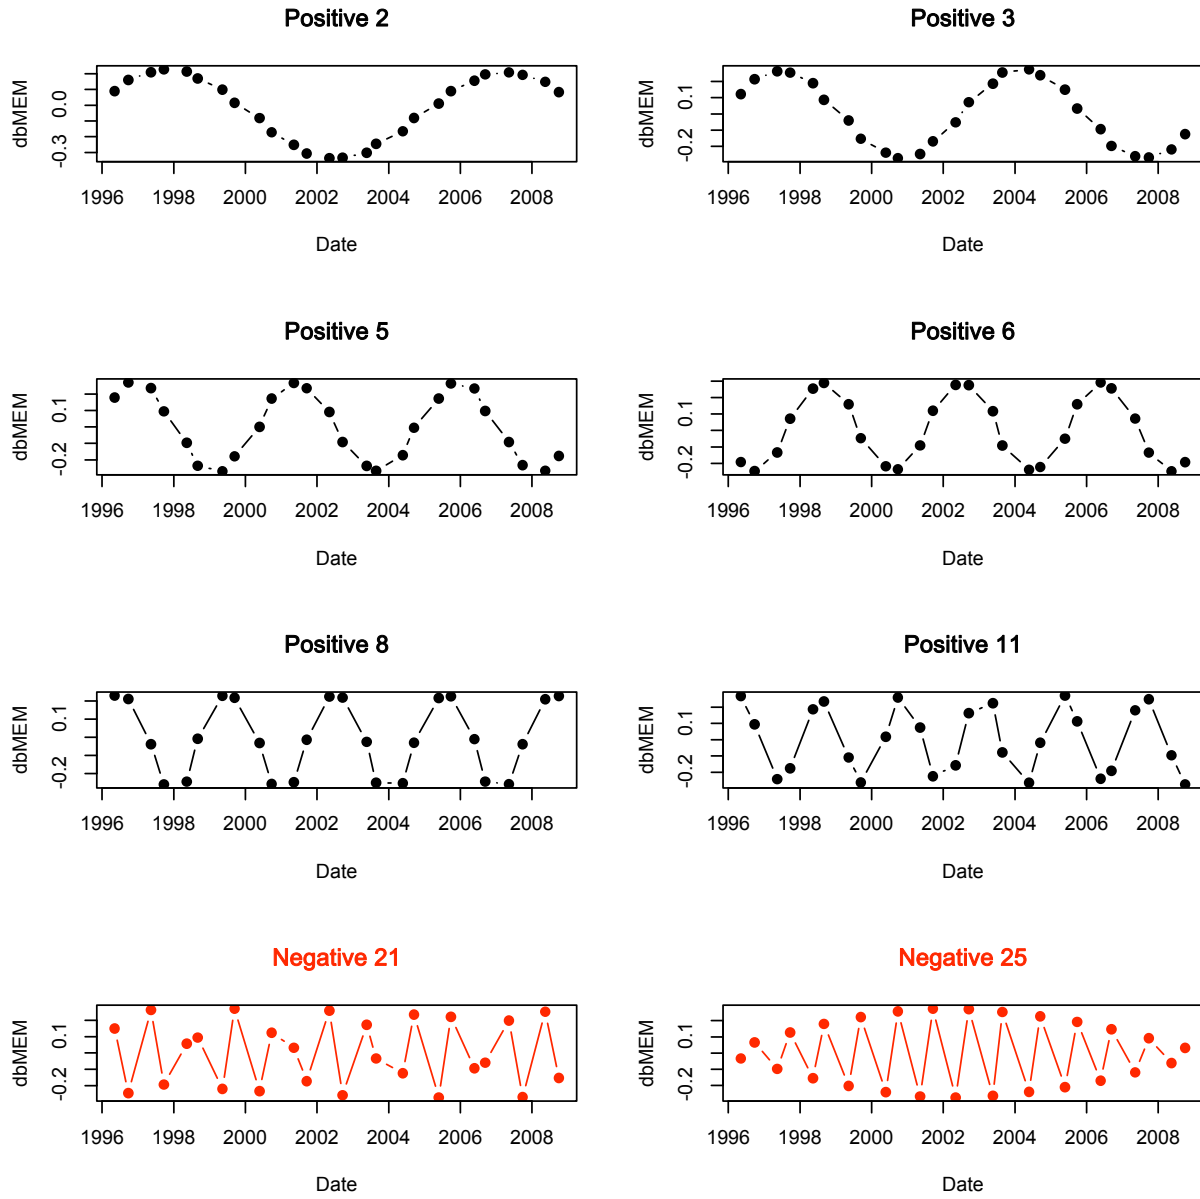 Positive 2
dbMEM
0.0
-0.3
1996 1998 2000 2002 2004 2006 2008
Date
Positive 3
dbMEM
0.1
-0.2
1996 1998 2000 2002 2004 2006 2008
Date
Positive 5
dbMEM
0.1
-0.2
1996 1998 2000 2002 2004 2006 2008
Date
Positive 6
dbMEM
0.1
-0.2
1996 1998 2000 2002 2004 2006 2008
Date
Positive 8
dbMEM
0.1
-0.2
1996 1998 2000 2002 2004 2006 2008
Date
Positive 11
dbMEM
0.1
-0.2
1996 1998 2000 2002 2004 2006 2008
Date
Negative 21
dbMEM
0.1
-0.2
1996 1998 2000 2002 2004 2006 2008
Date
Negative 25
dbMEM
0.1
-0.2
1996 1998 2000 2002 2004 2006 2008
Date